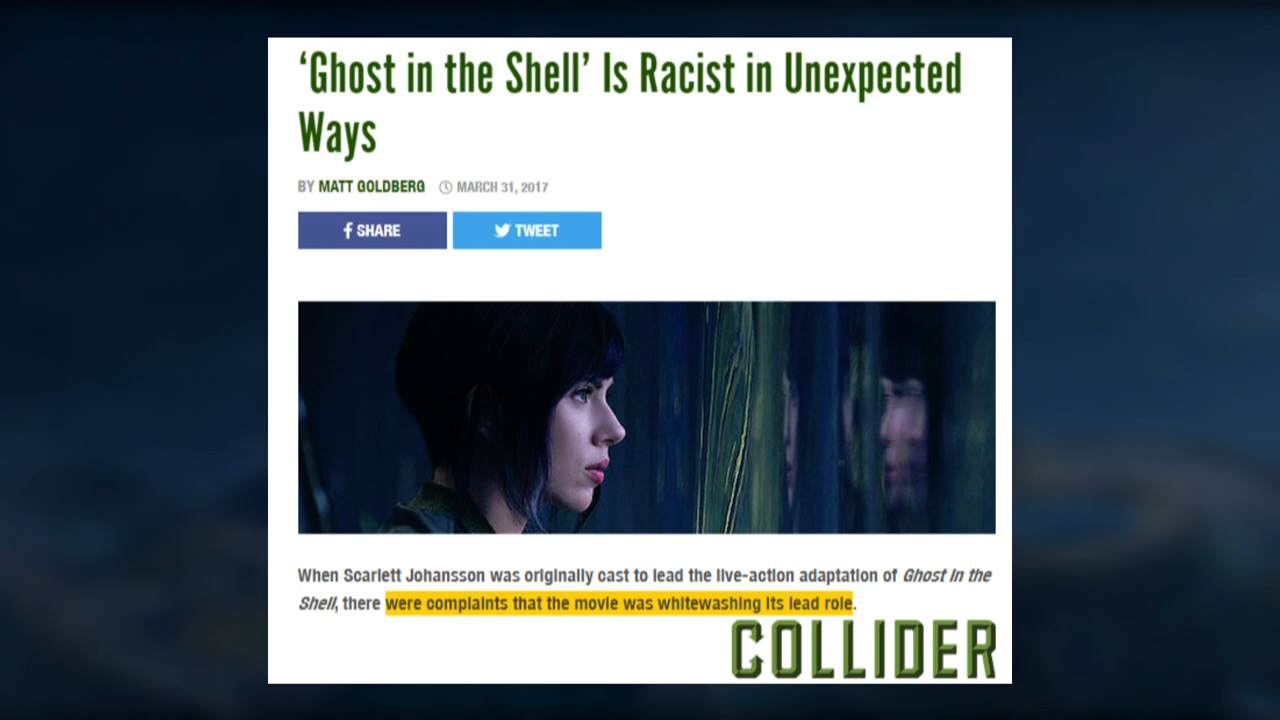 ‘Ghost in the Shell’ Is Racist in Unexpected
Ways
BY MATT GOLDBERG MARCH 31, 2017
SHARE TWEET
When Scarlett Johansson was originally cast to lead the live-action adaptation of Ghost in the
Shell, there were complaints that the movie was whitewashing its lead role.
COLLIDER